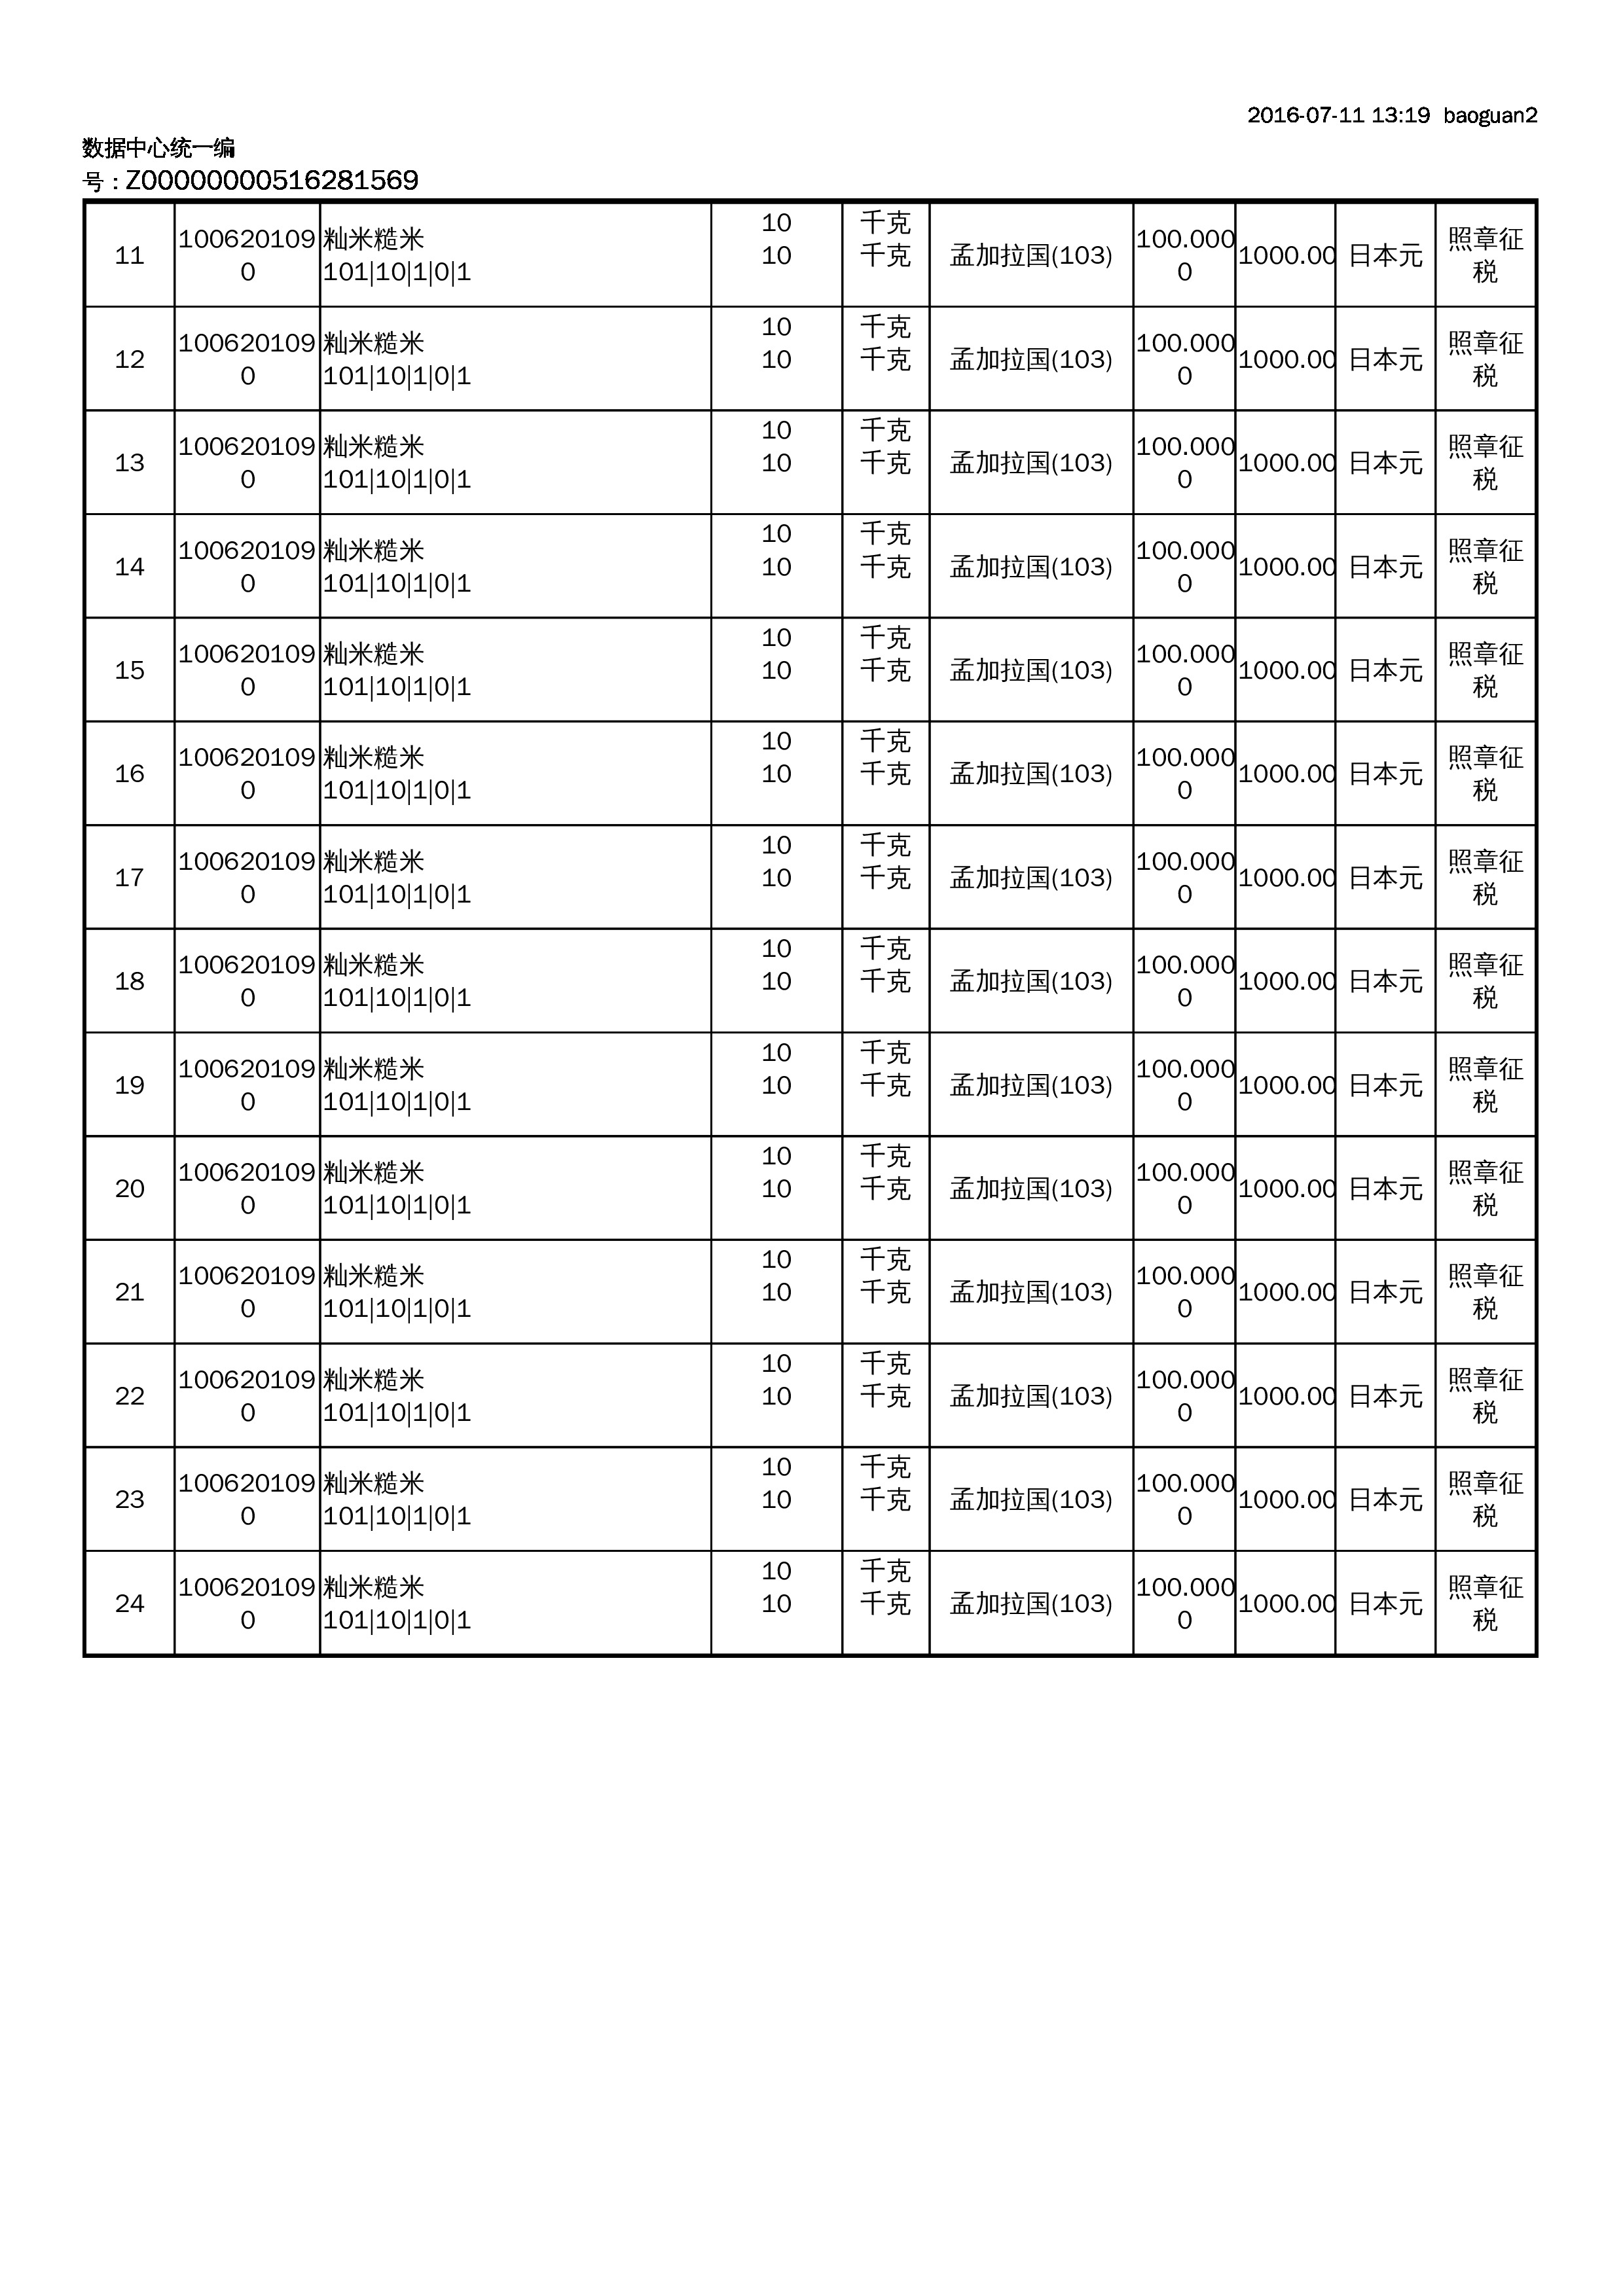 2016-07-11 13:19 baoguan2
数据中心统一编
号：Z00000000516281569
11 1006201090 籼米糙米 101|10|1|0|1 10 10 千克 千克 孟加拉国(103) 100.0000 1000.00 日本元 照章征税
12 1006201090 籼米糙米 101|10|1|0|1 10 10 千克 千克 孟加拉国(103) 100.0000 1000.00 日本元 照章征税
13 1006201090 籼米糙米 101|10|1|0|1 10 10 千克 千克 孟加拉国(103) 100.0000 1000.00 日本元 照章征税
14 1006201090 籼米糙米 101|10|1|0|1 10 10 千克 千克 孟加拉国(103) 100.0000 1000.00 日本元 照章征税
15 1006201090 籼米糙米 101|10|1|0|1 10 10 千克 千克 孟加拉国(103) 100.0000 1000.00 日本元 照章征税
16 1006201090 籼米糙米 101|10|1|0|1 10 10 千克 千克 孟加拉国(103) 100.0000 1000.00 日本元 照章征税
17 1006201090 籼米糙米 101|10|1|0|1 10 10 千克 千克 孟加拉国(103) 100.0000 1000.00 日本元 照章征税
18 1006201090 籼米糙米 101|10|1|0|1 10 10 千克 千克 孟加拉国(103) 100.0000 1000.00 日本元 照章征税
19 1006201090 籼米糙米 101|10|1|0|1 10 10 千克 千克 孟加拉国(103) 100.0000 1000.00 日本元 照章征税
20 1006201090 籼米糙米 101|10|1|0|1 10 10 千克 千克 孟加拉国(103) 100.0000 1000.00 日本元 照章征税
21 1006201090 籼米糙米 101|10|1|0|1 10 10 千克 千克 孟加拉国(103) 100.0000 1000.00 日本元 照章征税
22 1006201090 籼米糙米 101|10|1|0|1 10 10 千克 千克 孟加拉国(103) 100.0000 1000.00 日本元 照章征税
23 1006201090 籼米糙米 101|10|1|0|1 10 10 千克 千克 孟加拉国(103) 100.0000 1000.00 日本元 照章征税
24 1006201090 籼米糙米 101|10|1|0|1 10 10 千克 千克 孟加拉国(103) 100.0000 1000.00 日本元 照章征税